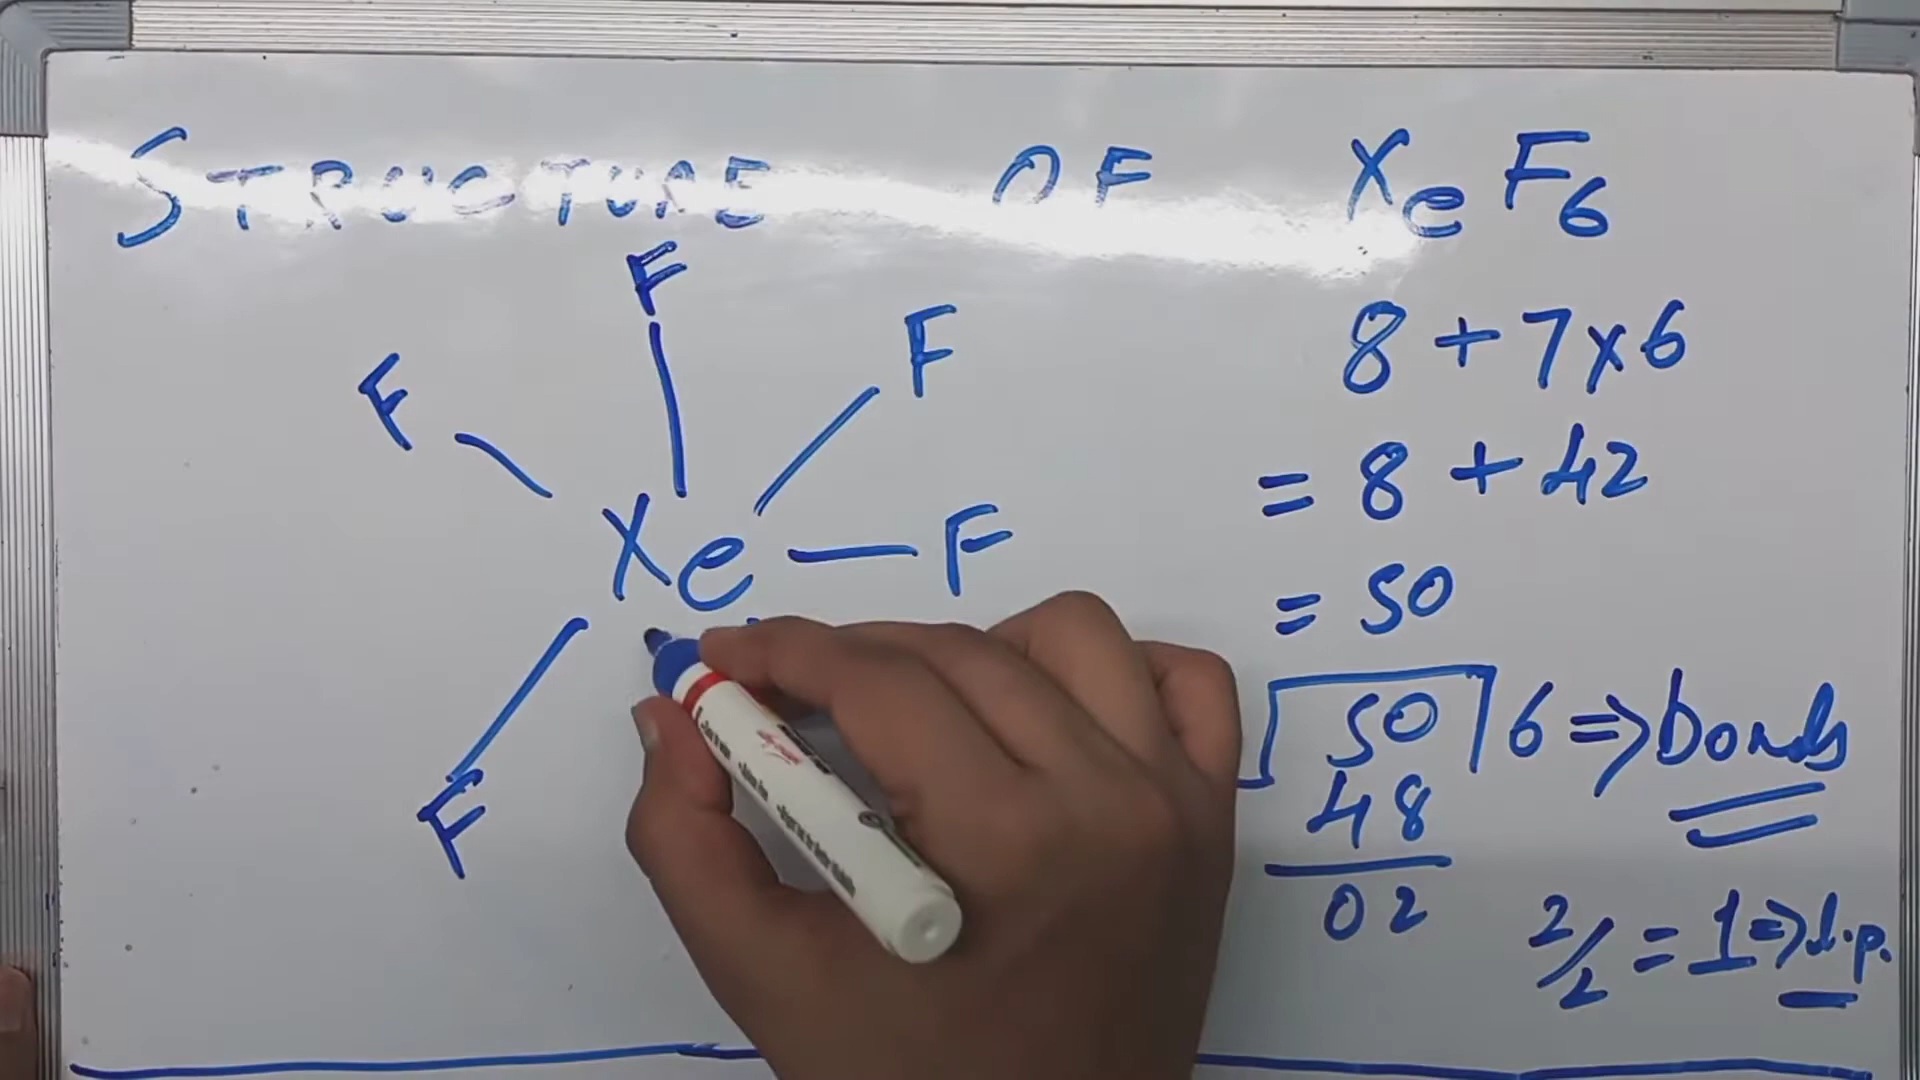 STRUCTURE OF XeF6
F
F
F
Xe — F
F
8 + 7x6
= 8 + 42
= 50
50 6 => bonds
48
02
2/2 = 1 => l.p.